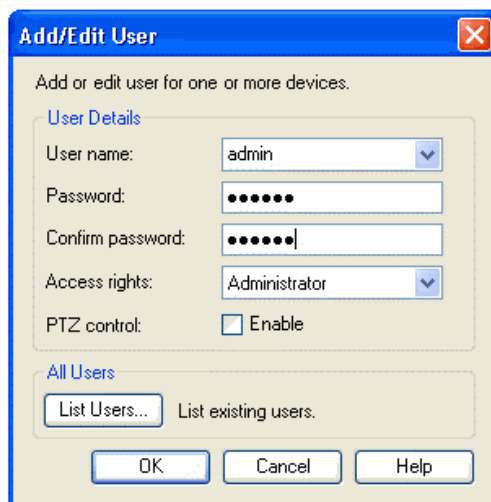 Add/Edit User
Add or edit user for one or more devices.
User Details
User name: admin
Password: ●●●●●●
Confirm password: ●●●●●●
Access rights: Administrator
PTZ control: Enable
All Users
List Users... List existing users.
OK Cancel Help